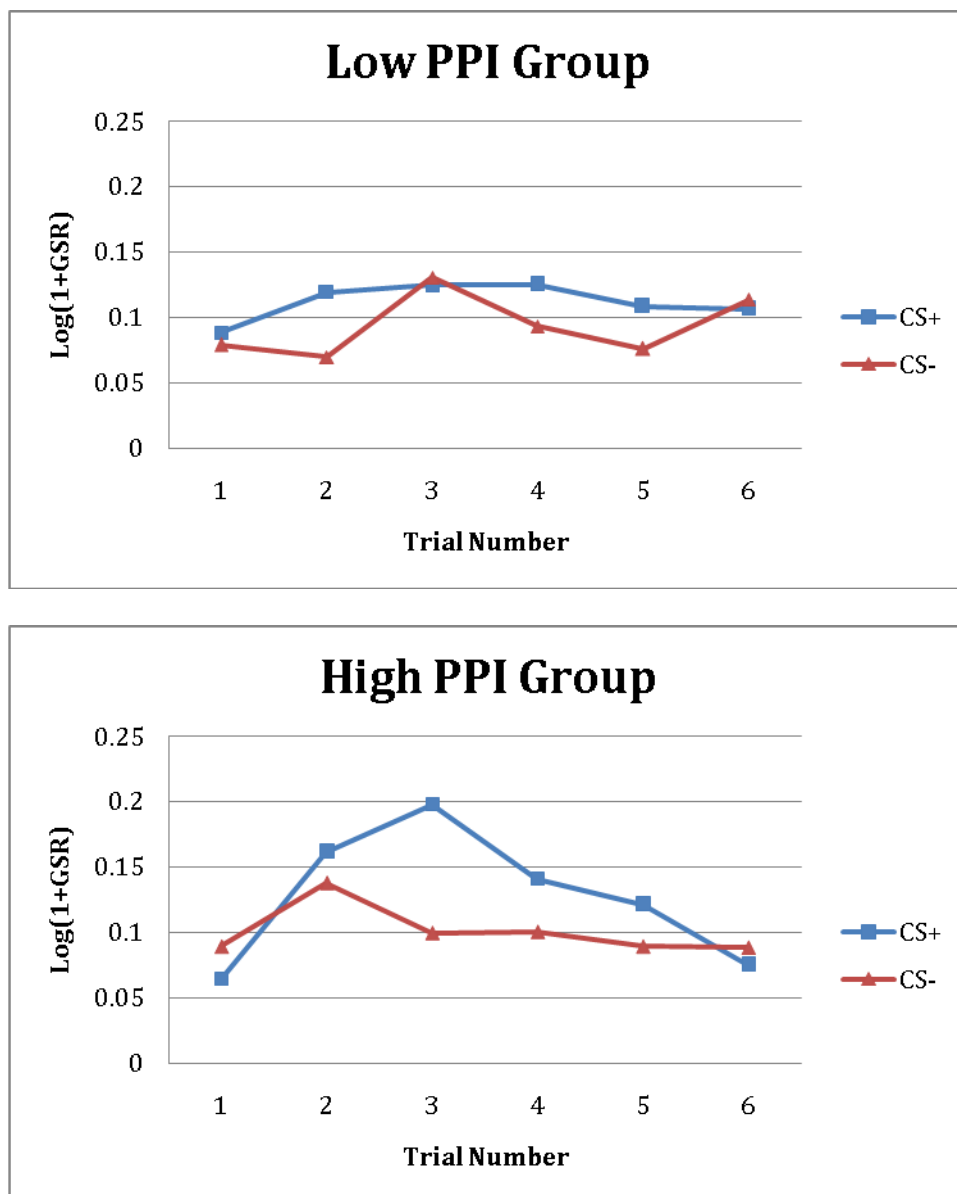 Low PPI Group
0.25
0.2
0.15
0.1
0.05
0
Log(1+GSR)
1 2 3 4 5 6
Trial Number
CS+
CS-
High PPI Group
0.25
0.2
0.15
0.1
0.05
0
Log(1+GSR)
1 2 3 4 5 6
Trial Number
CS+
CS-